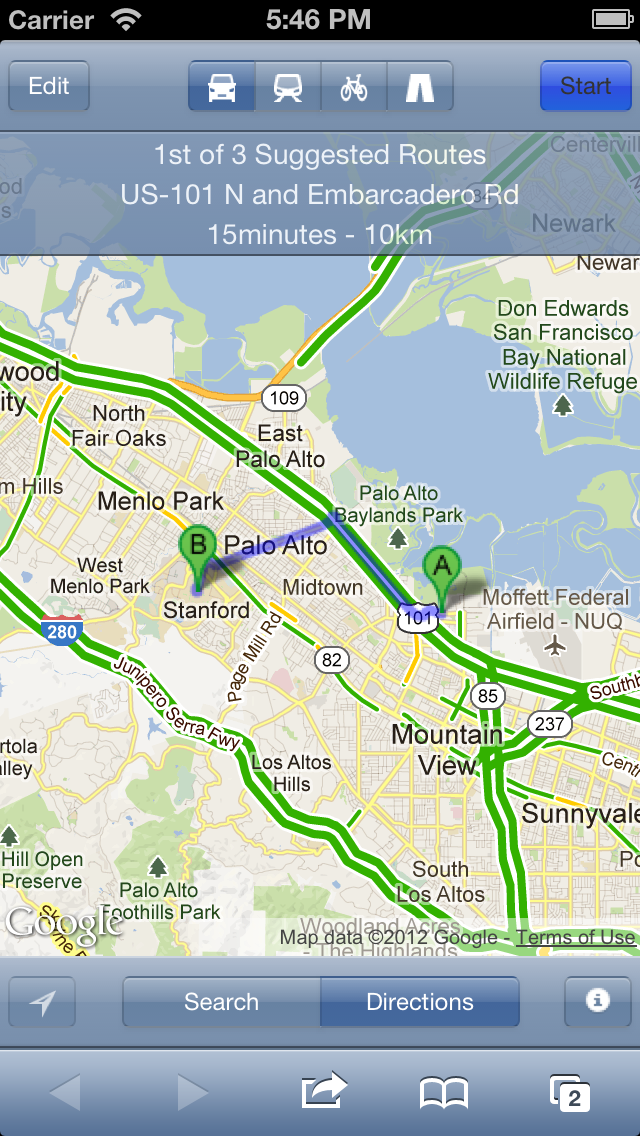 Carrier 5:46 PM
Edit
Start
1st of 3 Suggested Routes
US-101 N and Embarcadero Rd
15minutes - 10km
Centerville
84
Newark
Newar
Don Edwards
San Francisco
Bay National
Wildlife Refuge
wood
ity
109
North
Fair Oaks
East
Palo Alto
m Hills
Menlo Park
Palo Alto
Baylands Park
B
Palo Alto
A
West
Menlo Park
Midtown
Stanford
101
Moffett Federal
Airfield - NUQ
280
Page Mill Rd
82
Junipero Serra Fwy
85
Southb
237
Mountain
View
ortola
lley
Los Altos
Hills
Centr
Sunnyvale
Hill Open
Preserve
Palo Alto
Foothills Park
South
Los Altos
Po
Google
Woodland Acres
- The Highlands
Map data ©2012 Google - Terms of Use
Search
Directions
2